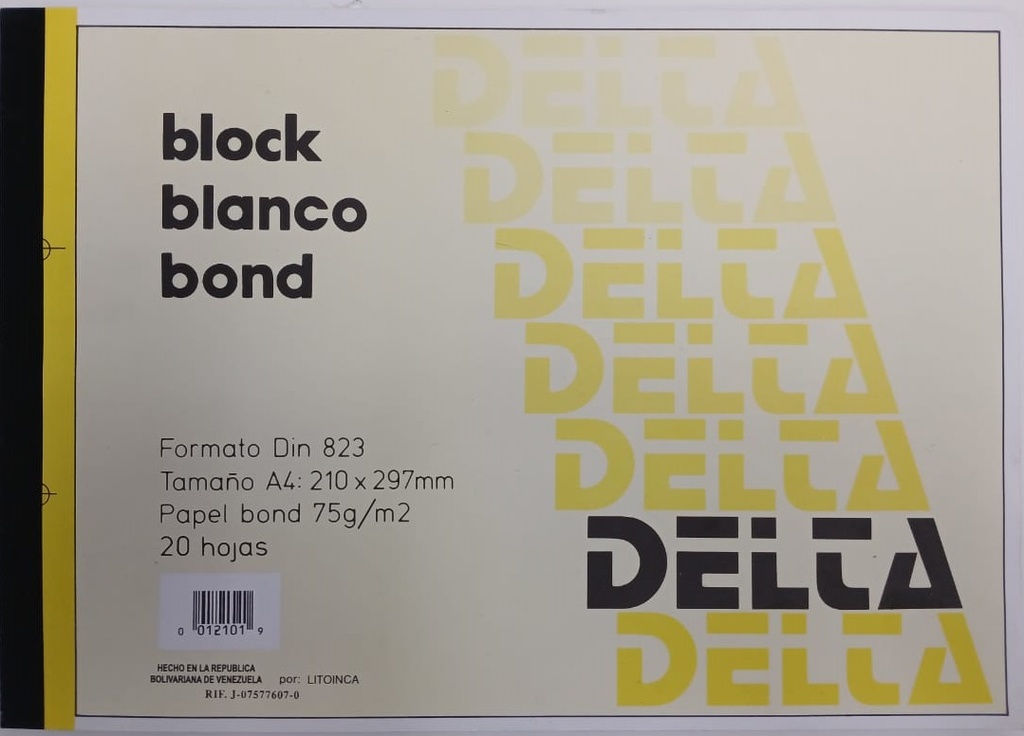 block
blanco
bond
DELTA
DELTA
DELTA
DELTA
DELTA
DELTA
DELTA
Formato Din 823
Tamaño A4: 210 x 297mm
Papel bond 75g/m2
20 hojas
0 012101 9
HECHO EN LA REPUBLICA
BOLIVARIANA DE VENEZUELA por: LITOINCA
RIF. J-07577607-0